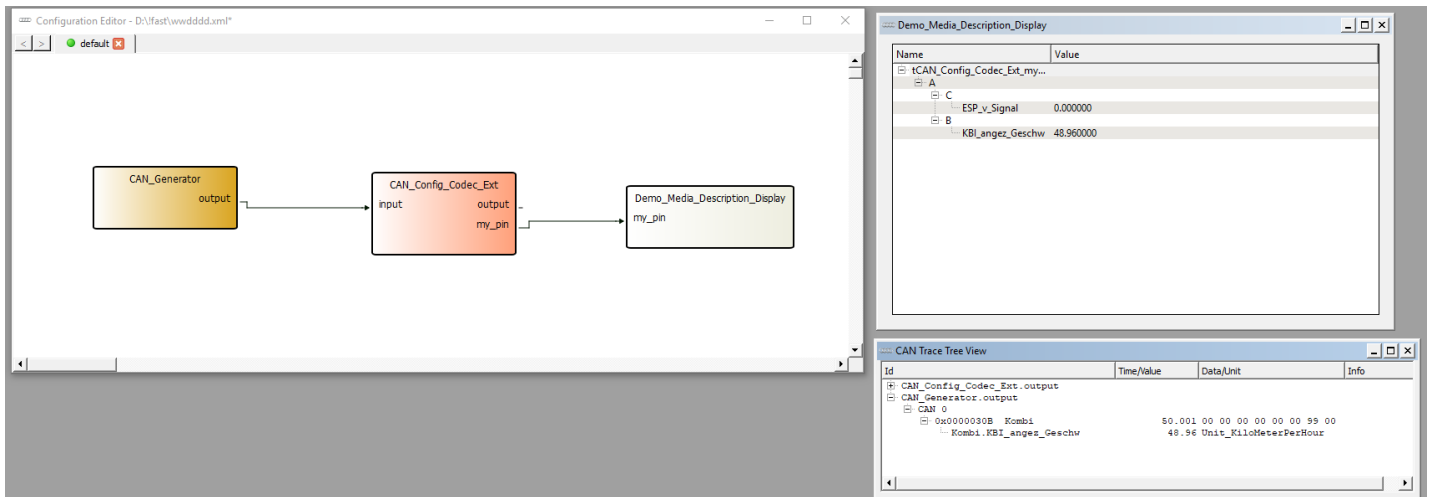 Configuration Editor - D:\!fast\wwdddd.xml*
< > default
CAN_Generator
output
CAN_Config_Codec_Ext
input output
my_pin
Demo_Media_Description_Display
my_pin
Demo_Media_Description_Display
Name Value
tCAN_Config_Codec_Ext_my...
A
C
ESP_v_Signal 0.000000
B
KBI_angez_Geschw 48.960000
CAN Trace Tree View
Id Time/Value Data/Unit Info
CAN_Config_Codec_Ext.output
CAN_Generator.output
CAN 0
0x0000030B Kombi 50.001 00 00 00 00 00 00 99 00
Kombi.KBI_angez_Geschw 48.96 Unit_KiloMeterPerHour